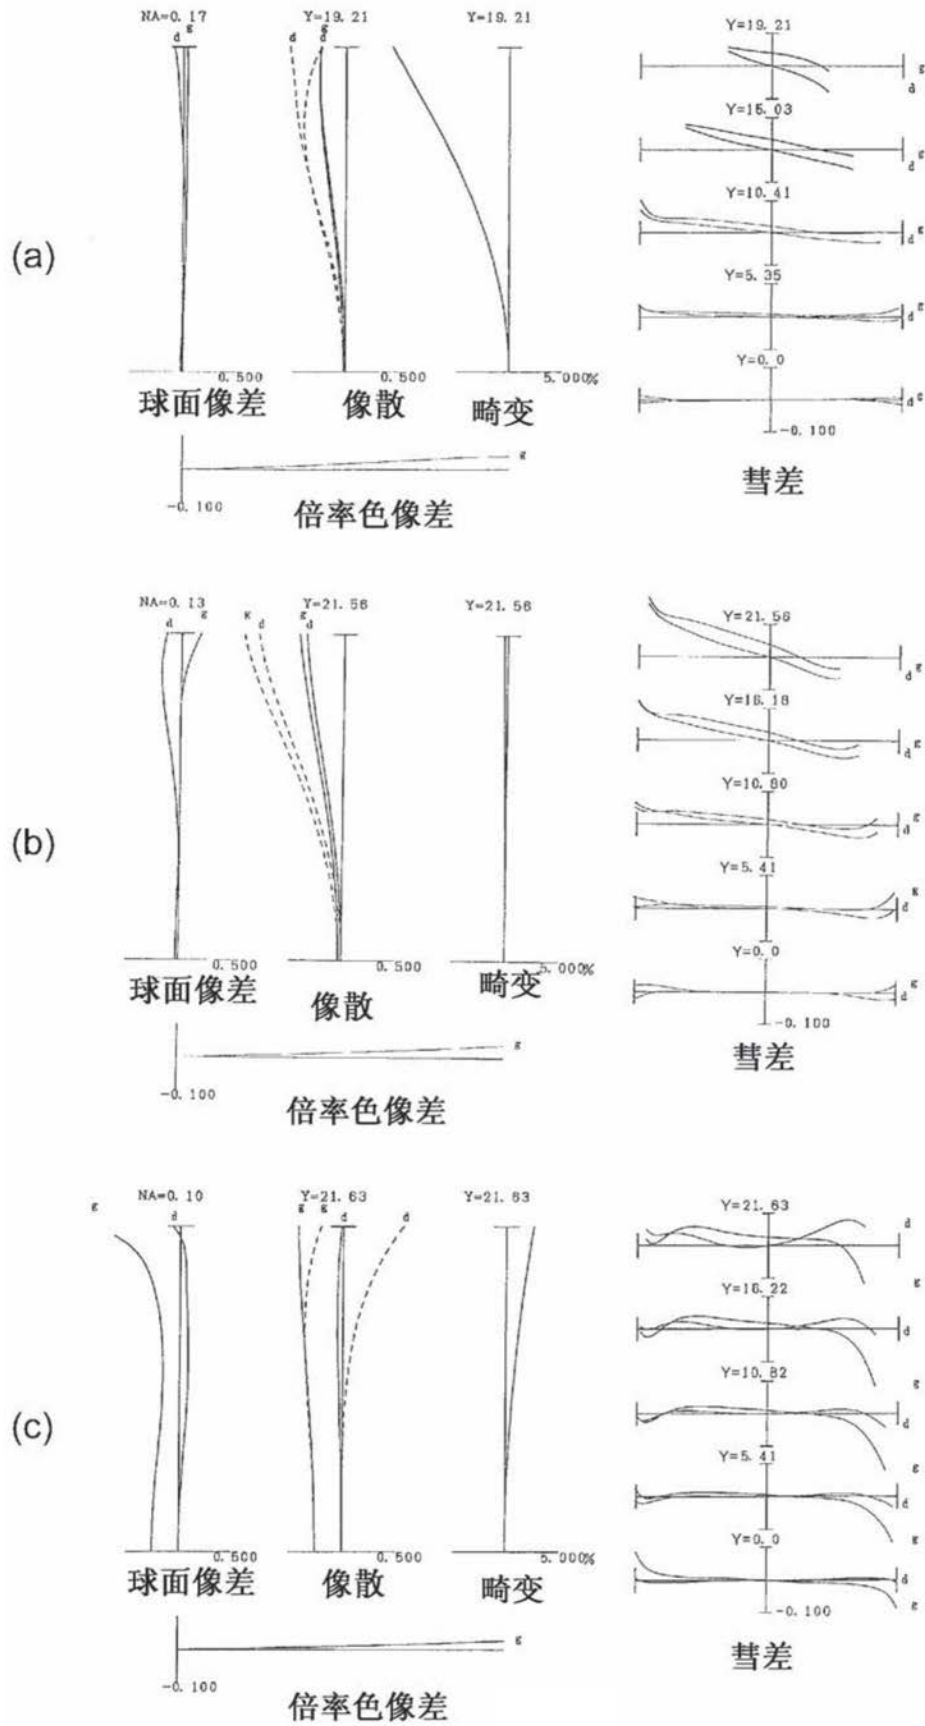 (a)
NA=0.17
g
d
0.500
球面像差
Y=19.21
d
g
d
0.500
像散
Y=19.21
5.000%
畸变
g
-0.100
倍率色像差
Y=19.21
g
d
Y=15.03
g
d
Y=10.41
g
d
Y=5.35
g
d
Y=0.0
g
d
-0.100
彗差
(b)
NA=0.13
d
g
0.500
球面像差
Y=21.56
g
d
g
d
0.500
像散
Y=21.56
5.000%
畸变
g
-0.100
倍率色像差
Y=21.56
g
d
Y=16.18
g
d
Y=10.80
g
d
Y=5.41
g
d
Y=0.0
g
d
-0.100
彗差
(c)
NA=0.10
g
d
0.500
球面像差
Y=21.63
g
g
d
d
0.500
像散
Y=21.63
5.000%
畸变
g
-0.100
倍率色像差
Y=21.63
d
g
Y=16.22
d
g
Y=10.82
d
g
Y=5.41
d
g
Y=0.0
d
g
-0.100
彗差